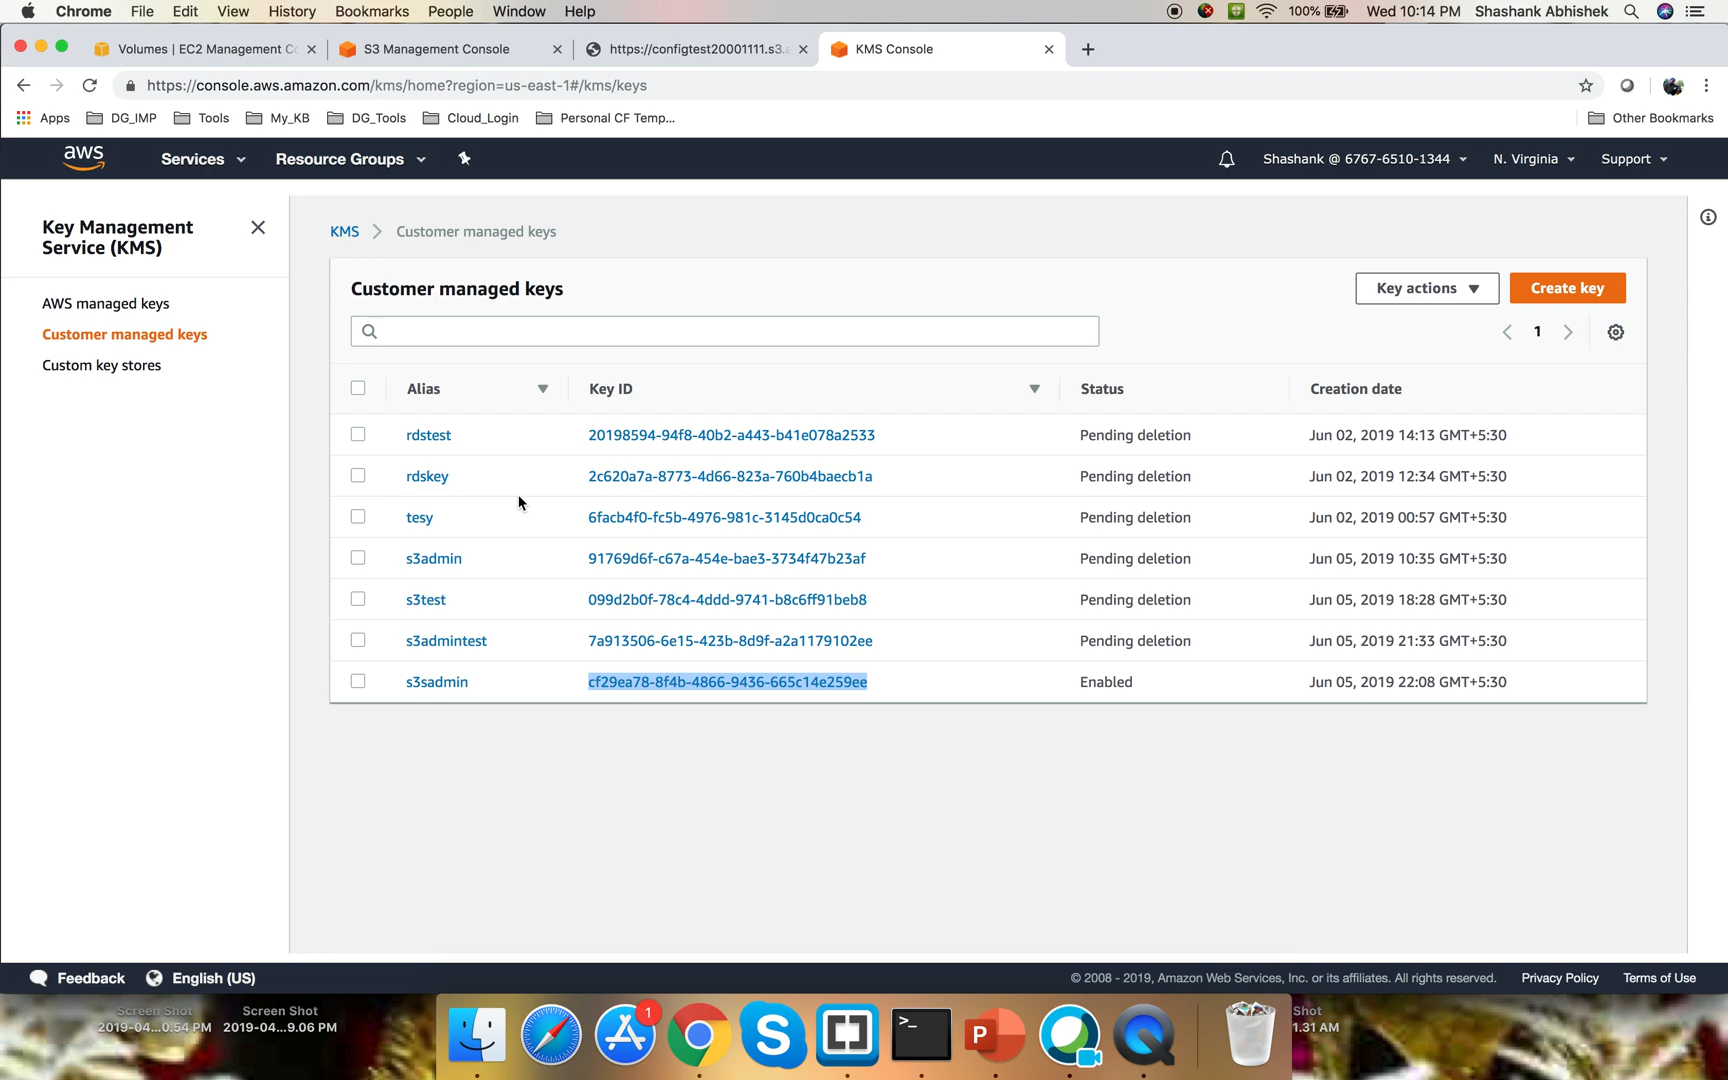 Chrome File Edit View History Bookmarks People Window Help 100% Wed 10:14 PM Shashank Abhishek
Volumes | EC2 Management Co S3 Management Console https://configtest20001111.s3.a KMS Console
https://console.aws.amazon.com/kms/home?region=us-east-1#/kms/keys
Apps DG_IMP Tools My_KB DG_Tools Cloud_Login Personal CF Temp... Other Bookmarks
aws Services Resource Groups Shashank @ 6767-6510-1344 N. Virginia Support
Key Management
Service (KMS)
AWS managed keys
Customer managed keys
Custom key stores
KMS > Customer managed keys
Customer managed keys Key actions Create key
1
Alias Key ID Status Creation date
rdstest 20198594-94f8-40b2-a443-b41e078a2533 Pending deletion Jun 02, 2019 14:13 GMT+5:30
rdskey 2c620a7a-8773-4d66-823a-760b4baecb1a Pending deletion Jun 02, 2019 12:34 GMT+5:30
tesy 6facb4f0-fc5b-4976-981c-3145d0ca0c54 Pending deletion Jun 02, 2019 00:57 GMT+5:30
s3admin 91769d6f-c67a-454e-bae3-3734f47b23af Pending deletion Jun 05, 2019 10:35 GMT+5:30
s3test 099d2b0f-78c4-4ddd-9741-b8c6ff91beb8 Pending deletion Jun 05, 2019 18:28 GMT+5:30
s3admintest 7a913506-6e15-423b-8d9f-a2a1179102ee Pending deletion Jun 05, 2019 21:33 GMT+5:30
s3sadmin cf29ea78-8f4b-4866-9436-665c14e259ee Enabled Jun 05, 2019 22:08 GMT+5:30
Feedback English (US) © 2008 - 2019, Amazon Web Services, Inc. or its affiliates. All rights reserved. Privacy Policy Terms of Use
Screen Shot Screen Shot Shot
2019-04...0.54 PM 2019-04...9.06 PM 1.31 AM
1
S
>_
P